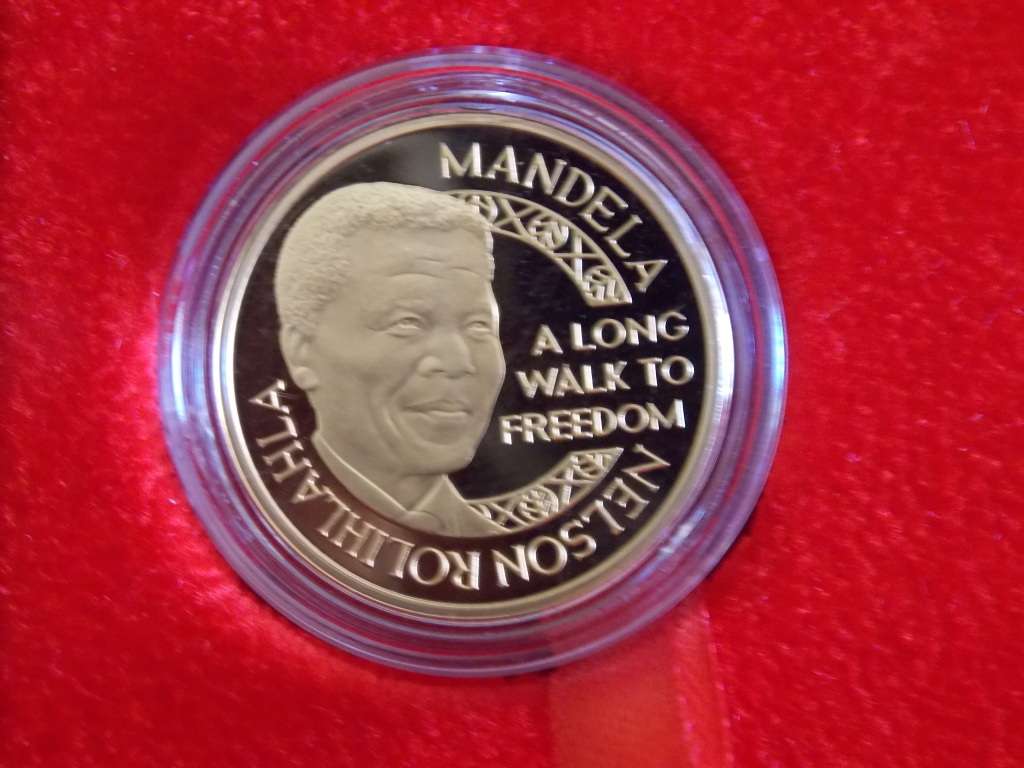 NELSON ROLIHLAHLA
MANDELA
A LONG
WALK TO
FREEDOM